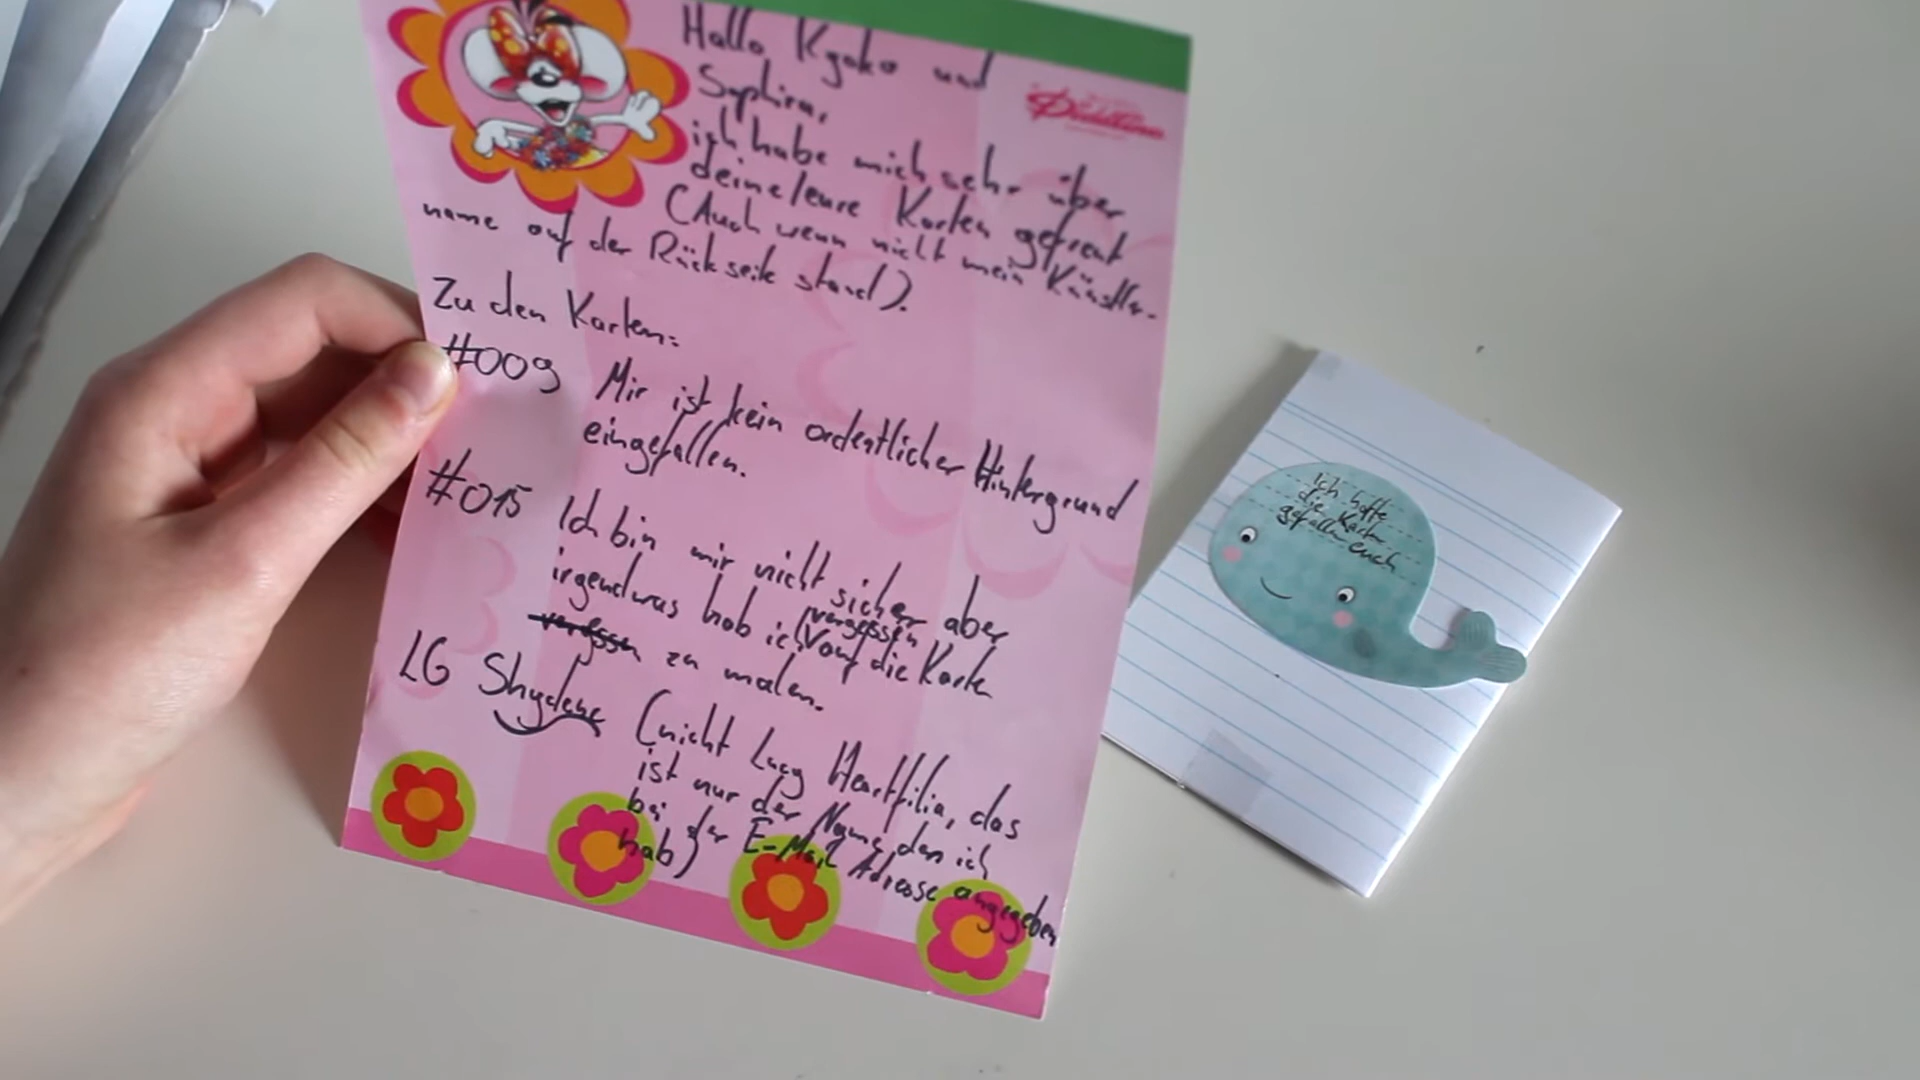 Hallo Kyoko und
Saphira,
Diddlina
ich habe mich sehr über
deine/eure Karten gefreut
(Auch wenn nicht mein Künstler-
name auf der Rückseite stand).
Zu den Karten:
#009 Mir ist kein ordentlicher Hintergrund
eingefallen.
#015 Ich bin mir nicht sicher aber
irgendwas hab ich vergessen auf die Karte
vergessen zu malen.
LG Shydene (nicht Lucy Heartfilia, das
ist nur der Name, den ich
bei der E-Mail Adresse angegeben
hab)
Ich hoffe
die Karten
gefallen euch